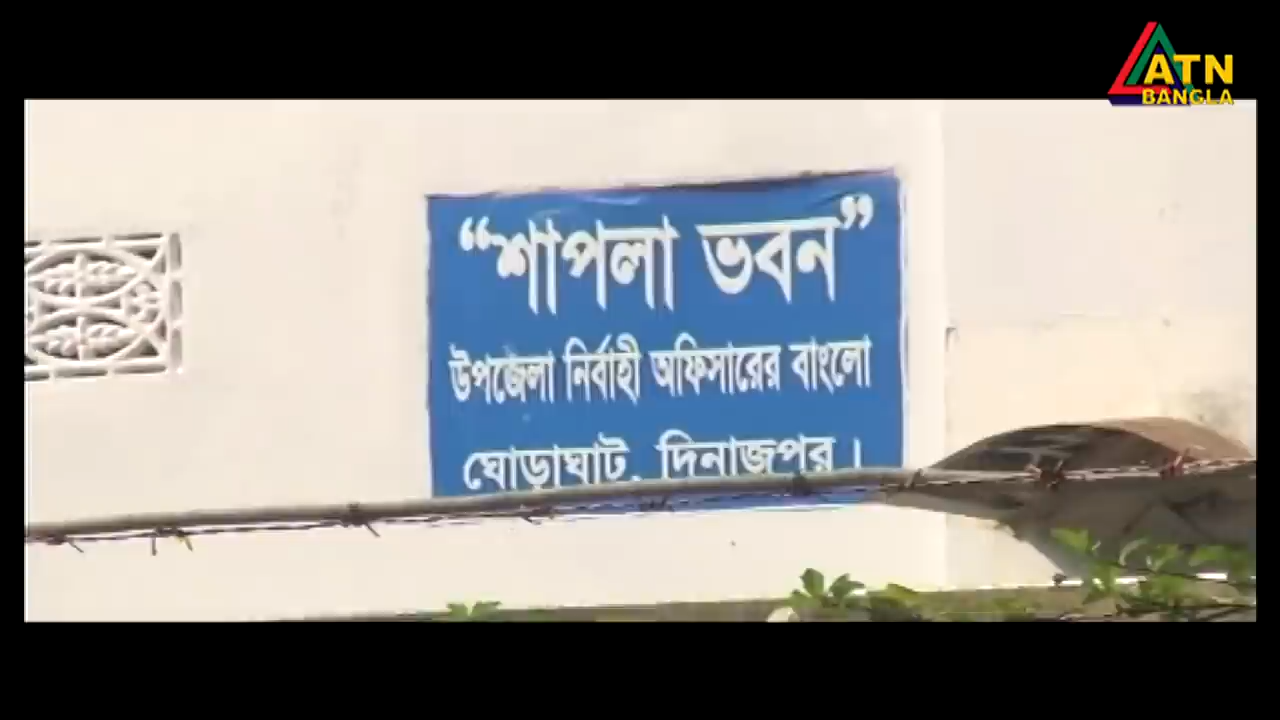 ATN
BANGLA
“শাপলা ভবন”
উপজেলা নির্বাহী অফিসারের বাংলো
ঘোড়াঘাট, দিনাজপুর।